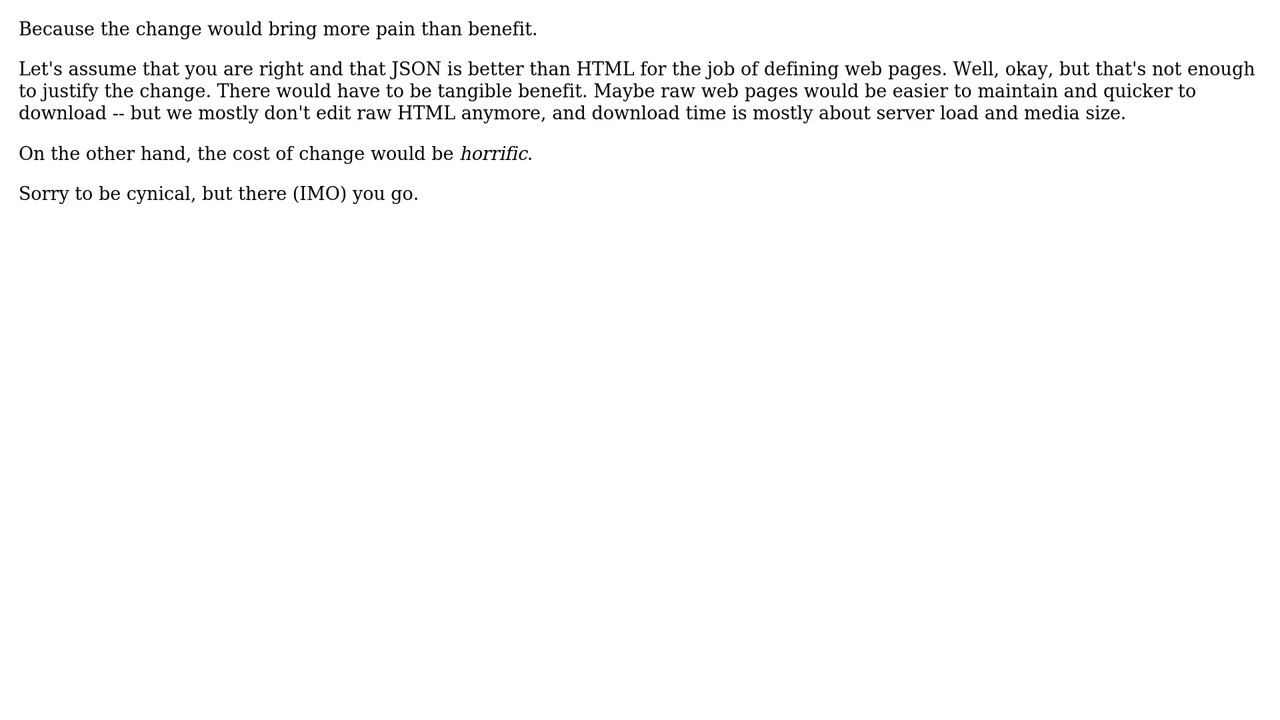 Because the change would bring more pain than benefit.
Let's assume that you are right and that JSON is better than HTML for the job of defining web pages. Well, okay, but that's not enough
to justify the change. There would have to be tangible benefit. Maybe raw web pages would be easier to maintain and quicker to
download -- but we mostly don't edit raw HTML anymore, and download time is mostly about server load and media size.
On the other hand, the cost of change would be horrific.
Sorry to be cynical, but there (IMO) you go.